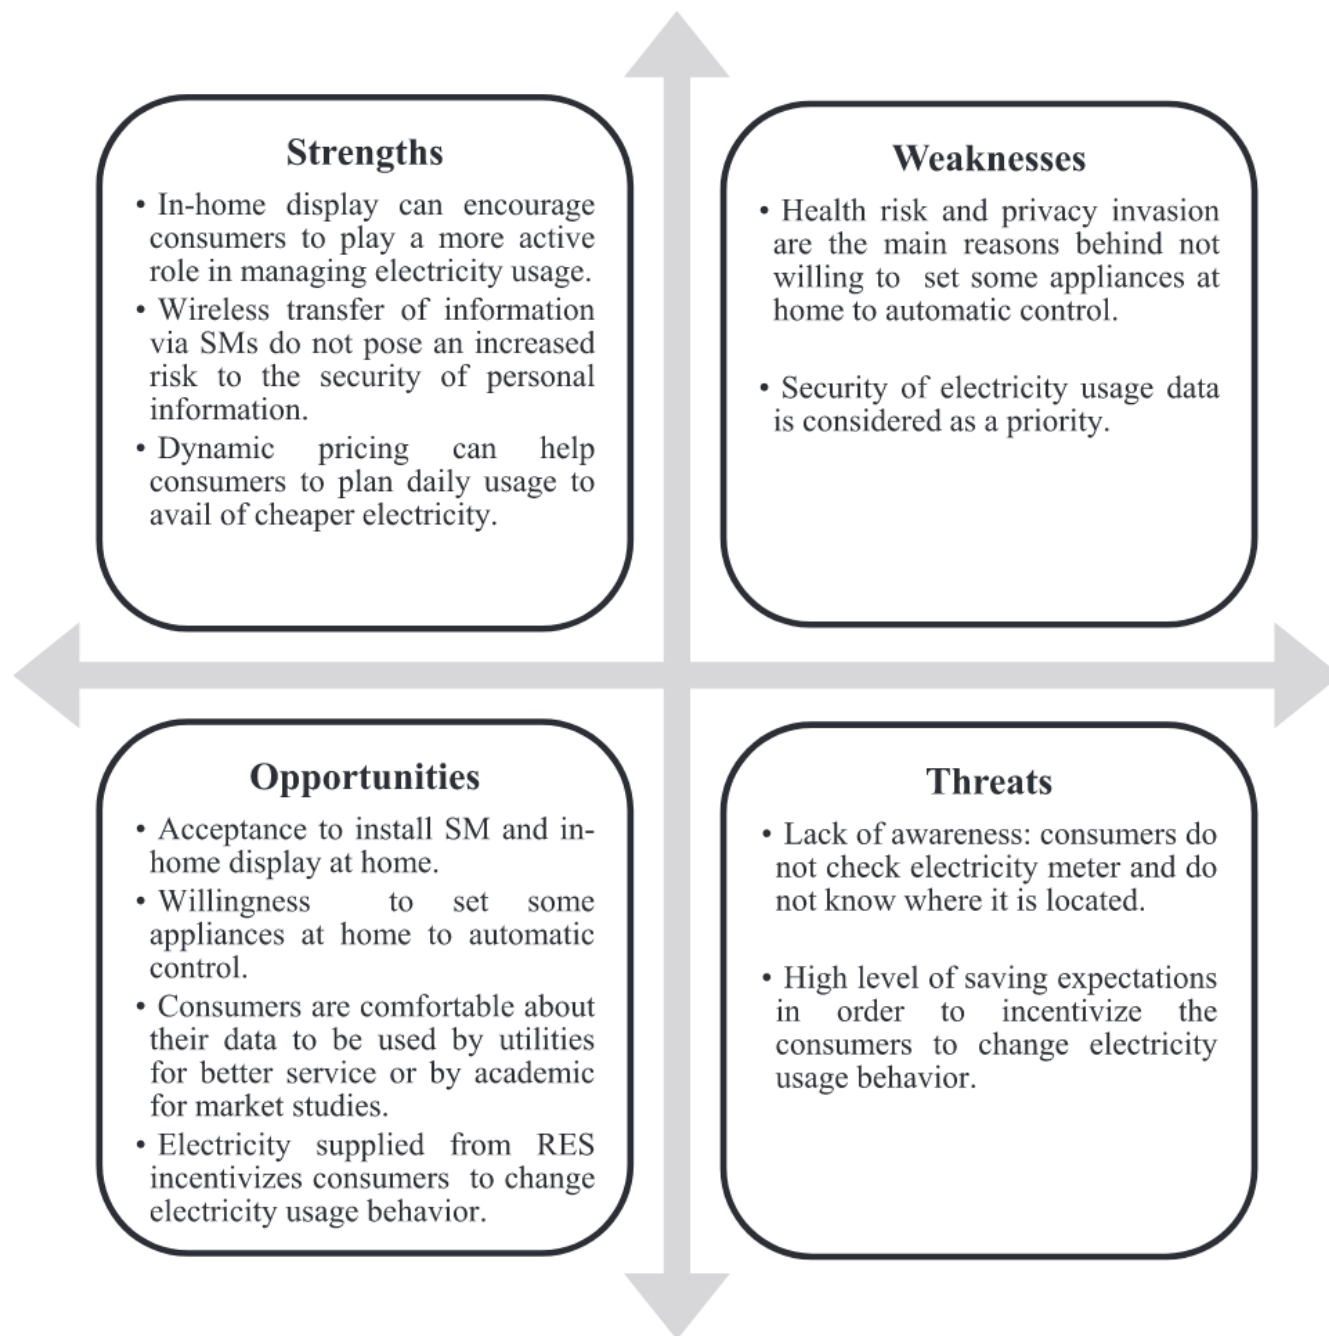 Strengths
• In-home display can encourage
consumers to play a more active
role in managing electricity usage.
• Wireless transfer of information
via SMs do not pose an increased
risk to the security of personal
information.
• Dynamic pricing can help
consumers to plan daily usage to
avail of cheaper electricity.
Weaknesses
• Health risk and privacy invasion
are the main reasons behind not
willing to set some appliances at
home to automatic control.
• Security of electricity usage data
is considered as a priority.
Opportunities
• Acceptance to install SM and in-
home display at home.
• Willingness to set some
appliances at home to automatic
control.
• Consumers are comfortable about
their data to be used by utilities
for better service or by academic
for market studies.
• Electricity supplied from RES
incentivizes consumers to change
electricity usage behavior.
Threats
• Lack of awareness: consumers do
not check electricity meter and do
not know where it is located.
• High level of saving expectations
in order to incentivize the
consumers to change electricity
usage behavior.